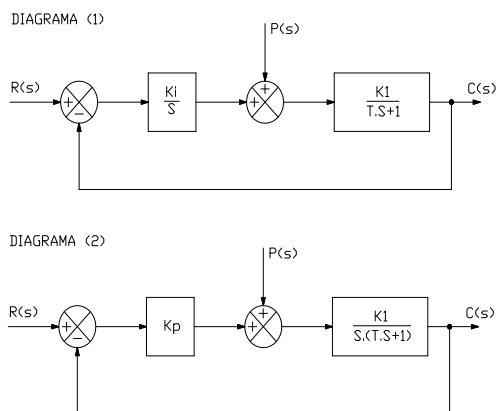 DIAGRAMA (1)
P(s)
R(s)
Ki
S
K1
T.S+1
C(s)
+
−
+
+
DIAGRAMA (2)
P(s)
R(s)
Kp
K1
S.(T.S+1)
C(s)
+
−
+
+